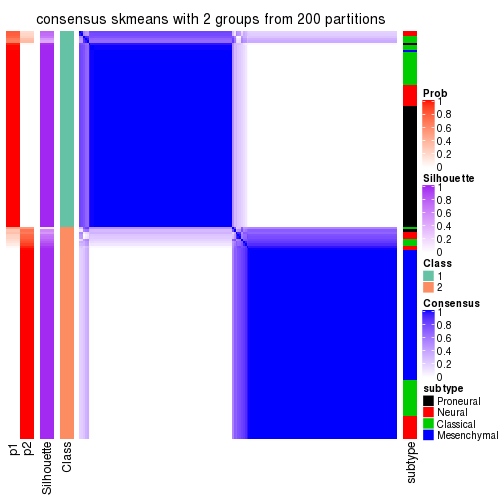 consensus skmeans with 2 groups from 200 partitions
Prob
1
0.8
0.6
0.4
0.2
0
Silhouette
1
0.8
0.6
0.4
0.2
0
Class
1
2
Consensus
1
0.8
0.6
0.4
0.2
0
subtype
Proneural
Neural
Classical
Mesenchymal
p1
p2
Silhouette
Class
subtype